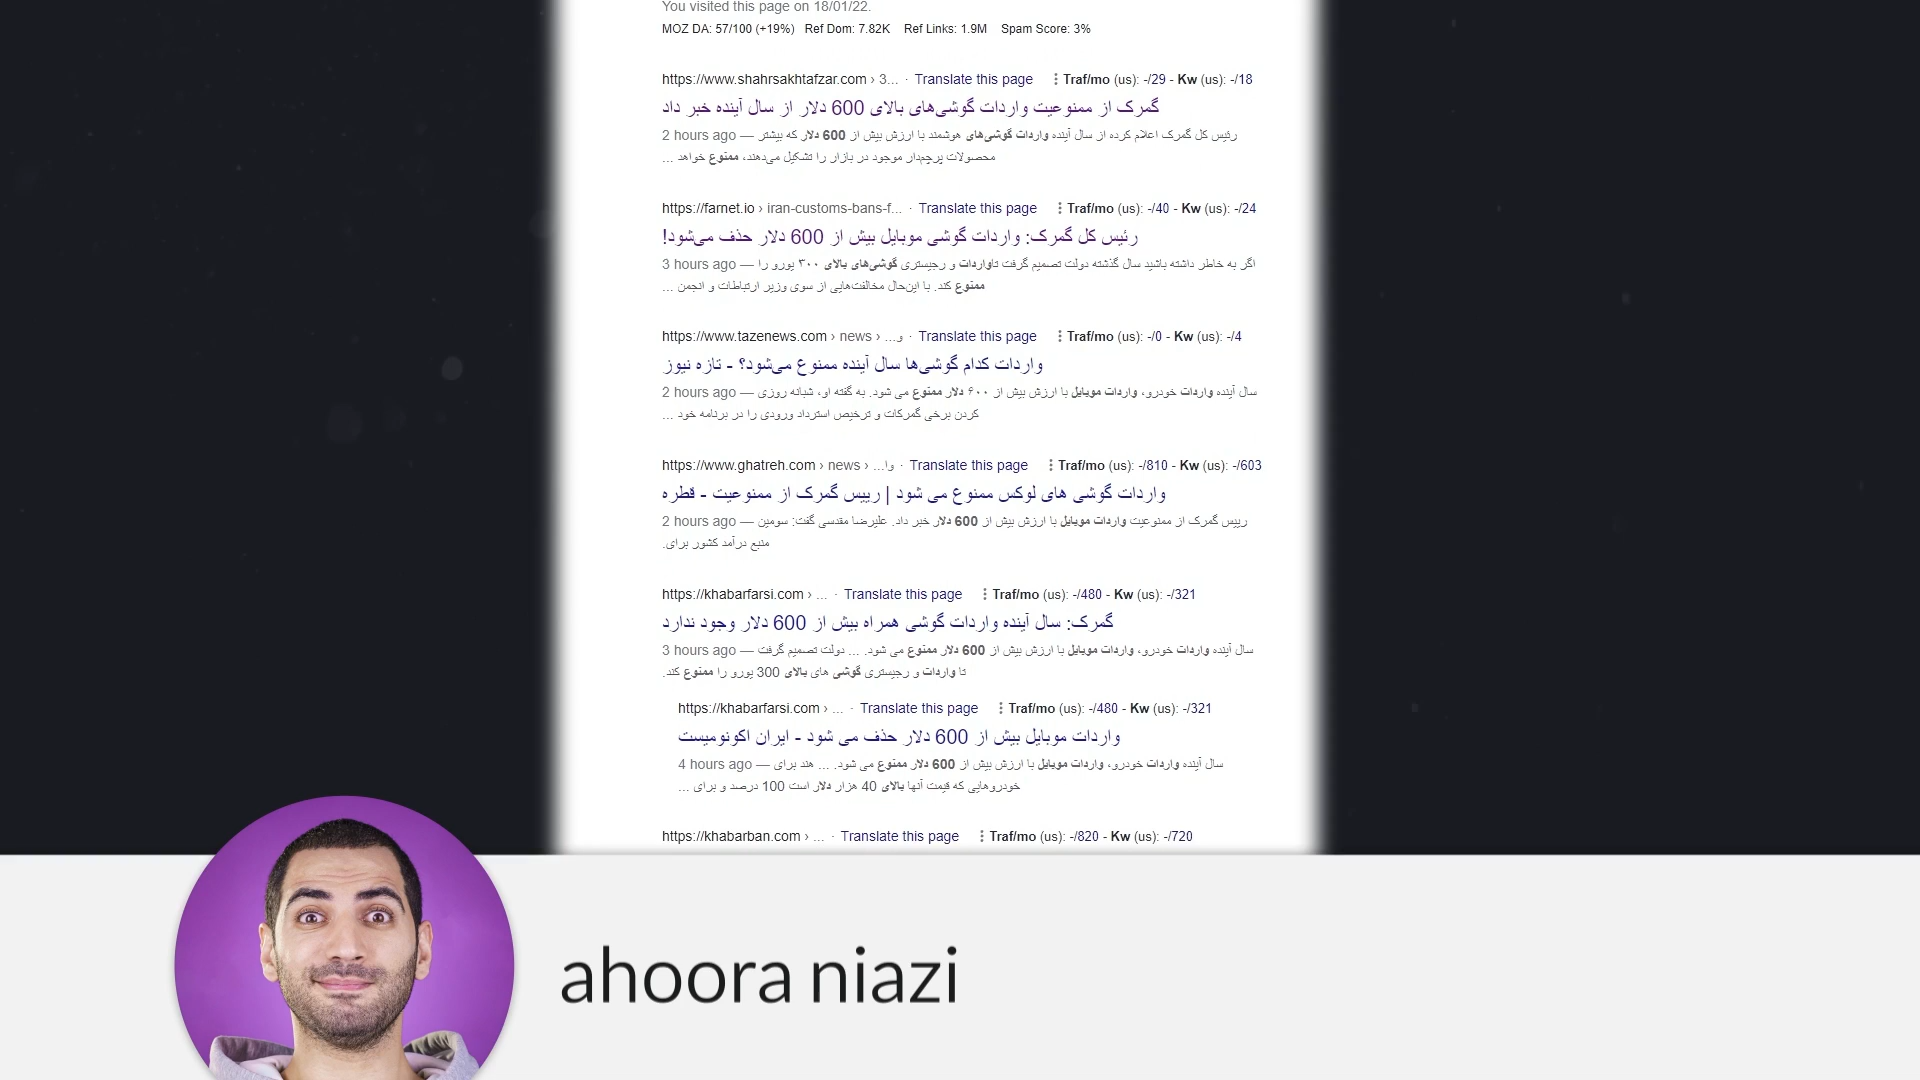 You visited this page on 18/01/22.
MOZ DA: 57/100 (+19%) Ref Dom: 7.82K Ref Links: 1.9M Spam Score: 3%
https://www.shahrsakhtafzar.com › 3... · Translate this page ⋮ Traf/mo (us): -/29 - Kw (us): -/18
گمرک از ممنوعیت واردات گوشی‌های بالای 600 دلار از سال آینده خبر داد
2 hours ago — رئیس کل گمرک اعلام کرده از سال آینده واردات گوشی‌های هوشمند با ارزش بیش از 600 دلار که بیشتر
محصولات پرچم‌دار موجود در بازار را تشکیل می‌دهند، ممنوع خواهد ...
https://farnet.io › iran-customs-bans-f... · Translate this page ⋮ Traf/mo (us): -/40 - Kw (us): -/24
رئیس کل گمرک: واردات گوشی موبایل بیش از 600 دلار حذف می‌شود!
3 hours ago — اگر به خاطر داشته باشید سال گذشته دولت تصمیم گرفت تاواردات و رجیستری گوشی‌های بالای ۳۰۰ یورو را
ممنوع کند. با این‌حال مخالفت‌هایی از سوی وزیر ارتباطات و انجمن ...
https://www.tazenews.com › news › و... · Translate this page ⋮ Traf/mo (us): -/0 - Kw (us): -/4
واردات کدام گوشی‌ها سال آینده ممنوع می‌شود؟ - تازه نیوز
2 hours ago — سال آینده واردات خودرو، واردات موبایل با ارزش بیش از ۶۰۰ دلار ممنوع می شود. به گفته او، شبانه روزی
کردن برخی گمرکات و ترخیص استرداد ورودی را در برنامه خود ...
https://www.ghatreh.com › news › وا... · Translate this page ⋮ Traf/mo (us): -/810 - Kw (us): -/603
واردات گوشی های لوکس ممنوع می شود | رییس گمرک از ممنوعیت - قطره
2 hours ago — رییس گمرک از ممنوعیت واردات موبایل با ارزش بیش از 600 دلار خبر داد. علیرضا مقدسی گفت: سومین
منبع درآمد کشور برای.
https://khabarfarsi.com › ... · Translate this page ⋮ Traf/mo (us): -/480 - Kw (us): -/321
گمرک: سال آینده واردات گوشی همراه بیش از 600 دلار وجود ندارد
3 hours ago — سال آینده واردات خودرو، واردات موبایل با ارزش بیش از 600 دلار ممنوع می شود. ... دولت تصمیم گرفت
تا واردات و رجیستری گوشی های بالای 300 یورو را ممنوع کند.
https://khabarfarsi.com › ... · Translate this page ⋮ Traf/mo (us): -/480 - Kw (us): -/321
واردات موبایل بیش از 600 دلار حذف می شود - ایران اکونومیست
4 hours ago — سال آینده واردات خودرو، واردات موبایل با ارزش بیش از 600 دلار ممنوع می شود. ... هند برای
خودروهایی که قیمت آنها بالای 40 هزار دلار است 100 درصد و برای ...
https://khabarban.com › ... · Translate this page ⋮ Traf/mo (us): -/820 - Kw (us): -/720
ahoora niazi